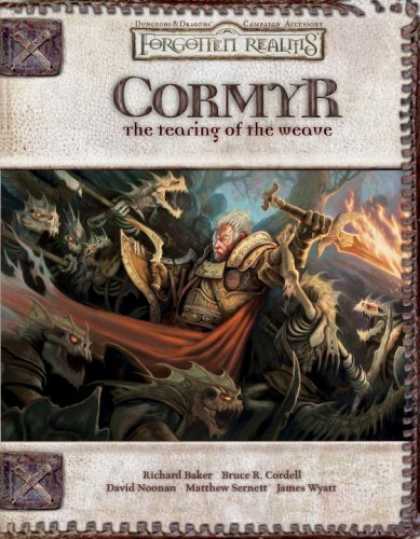 DUNGEONS & DRAGONS CAMPAIGN ACCESSORY
FORGOTTEN REALMS
CORMYR
The Tearing of the Weave
Richard Baker Bruce R. Cordell
David Noonan Matthew Sernett James Wyatt